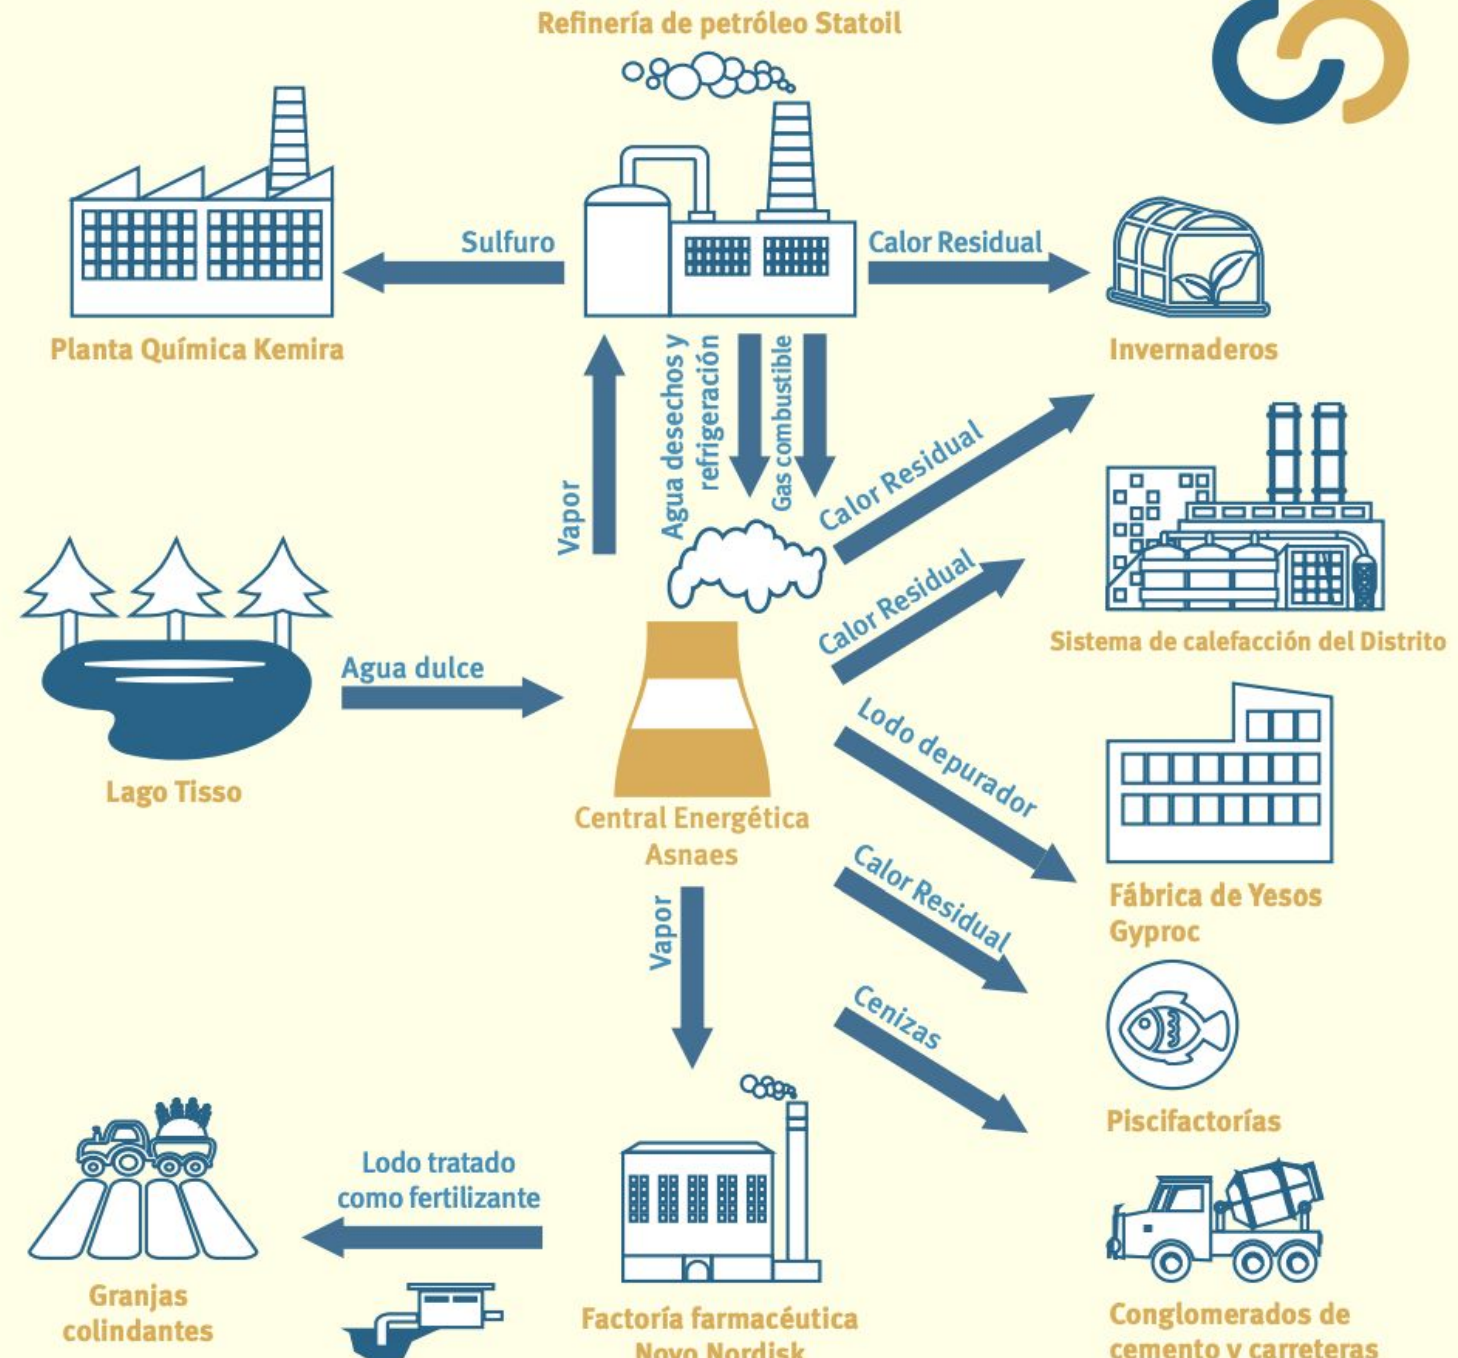 Refinería de petróleo Statoil
Sulfuro
Calor Residual
Planta Química Kemira
Invernaderos
Vapor
Agua desechos y
refrigeración
Gas combustible
Calor Residual
Calor Residual
Sistema de calefacción del Distrito
Agua dulce
Lago Tisso
Central Energética
Asnaes
Lodo depurador
Fábrica de Yesos
Gyproc
Calor Residual
Vapor
Cenizas
Piscifactorías
Lodo tratado
como fertilizante
Granjas
colindantes
Factoría farmacéutica
Novo Nordisk
Conglomerados de
cemento y carreteras